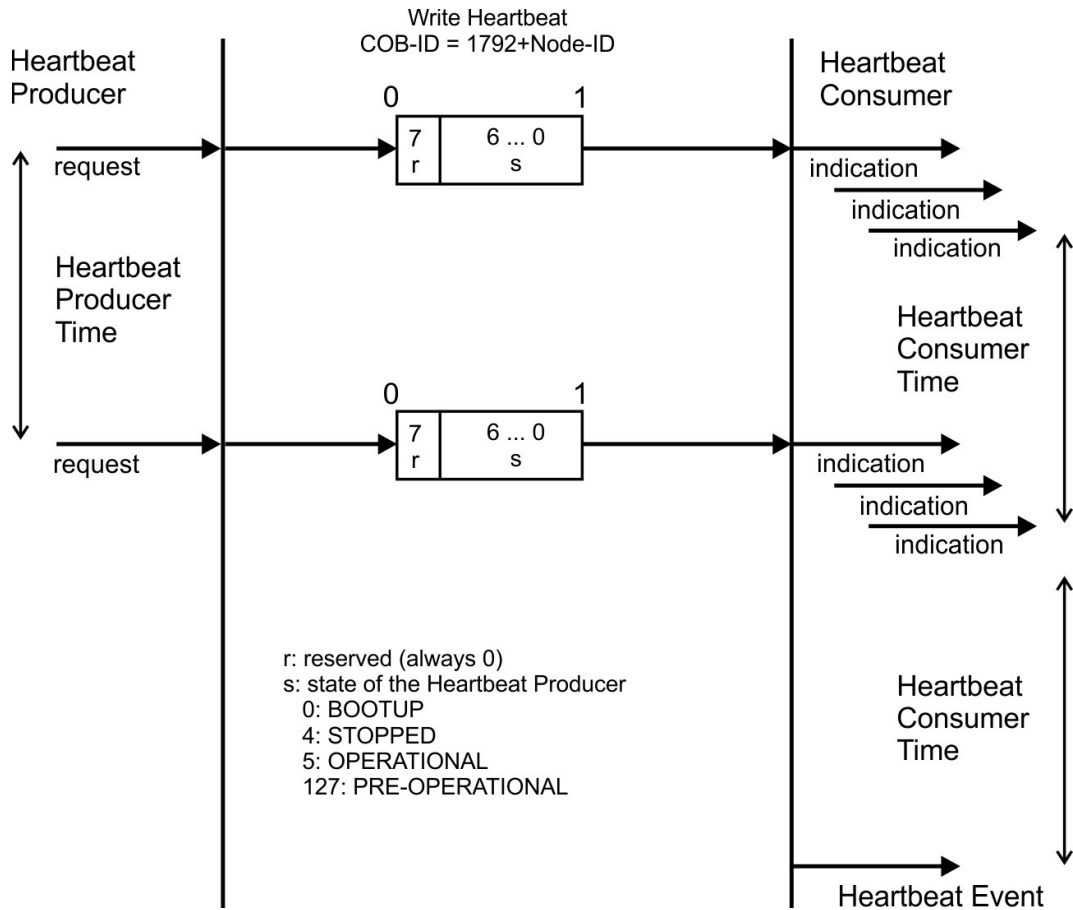 Write Heartbeat
COB-ID = 1792+Node-ID
Heartbeat
Producer
Heartbeat
Consumer
0
1
7
6 ... 0
r
s
request
indication
indication
indication
Heartbeat
Producer
Time
Heartbeat
Consumer
Time
0
1
7
6 ... 0
r
s
request
indication
indication
indication
r: reserved (always 0)
s: state of the Heartbeat Producer
0: BOOTUP
4: STOPPED
5: OPERATIONAL
127: PRE-OPERATIONAL
Heartbeat
Consumer
Time
Heartbeat Event